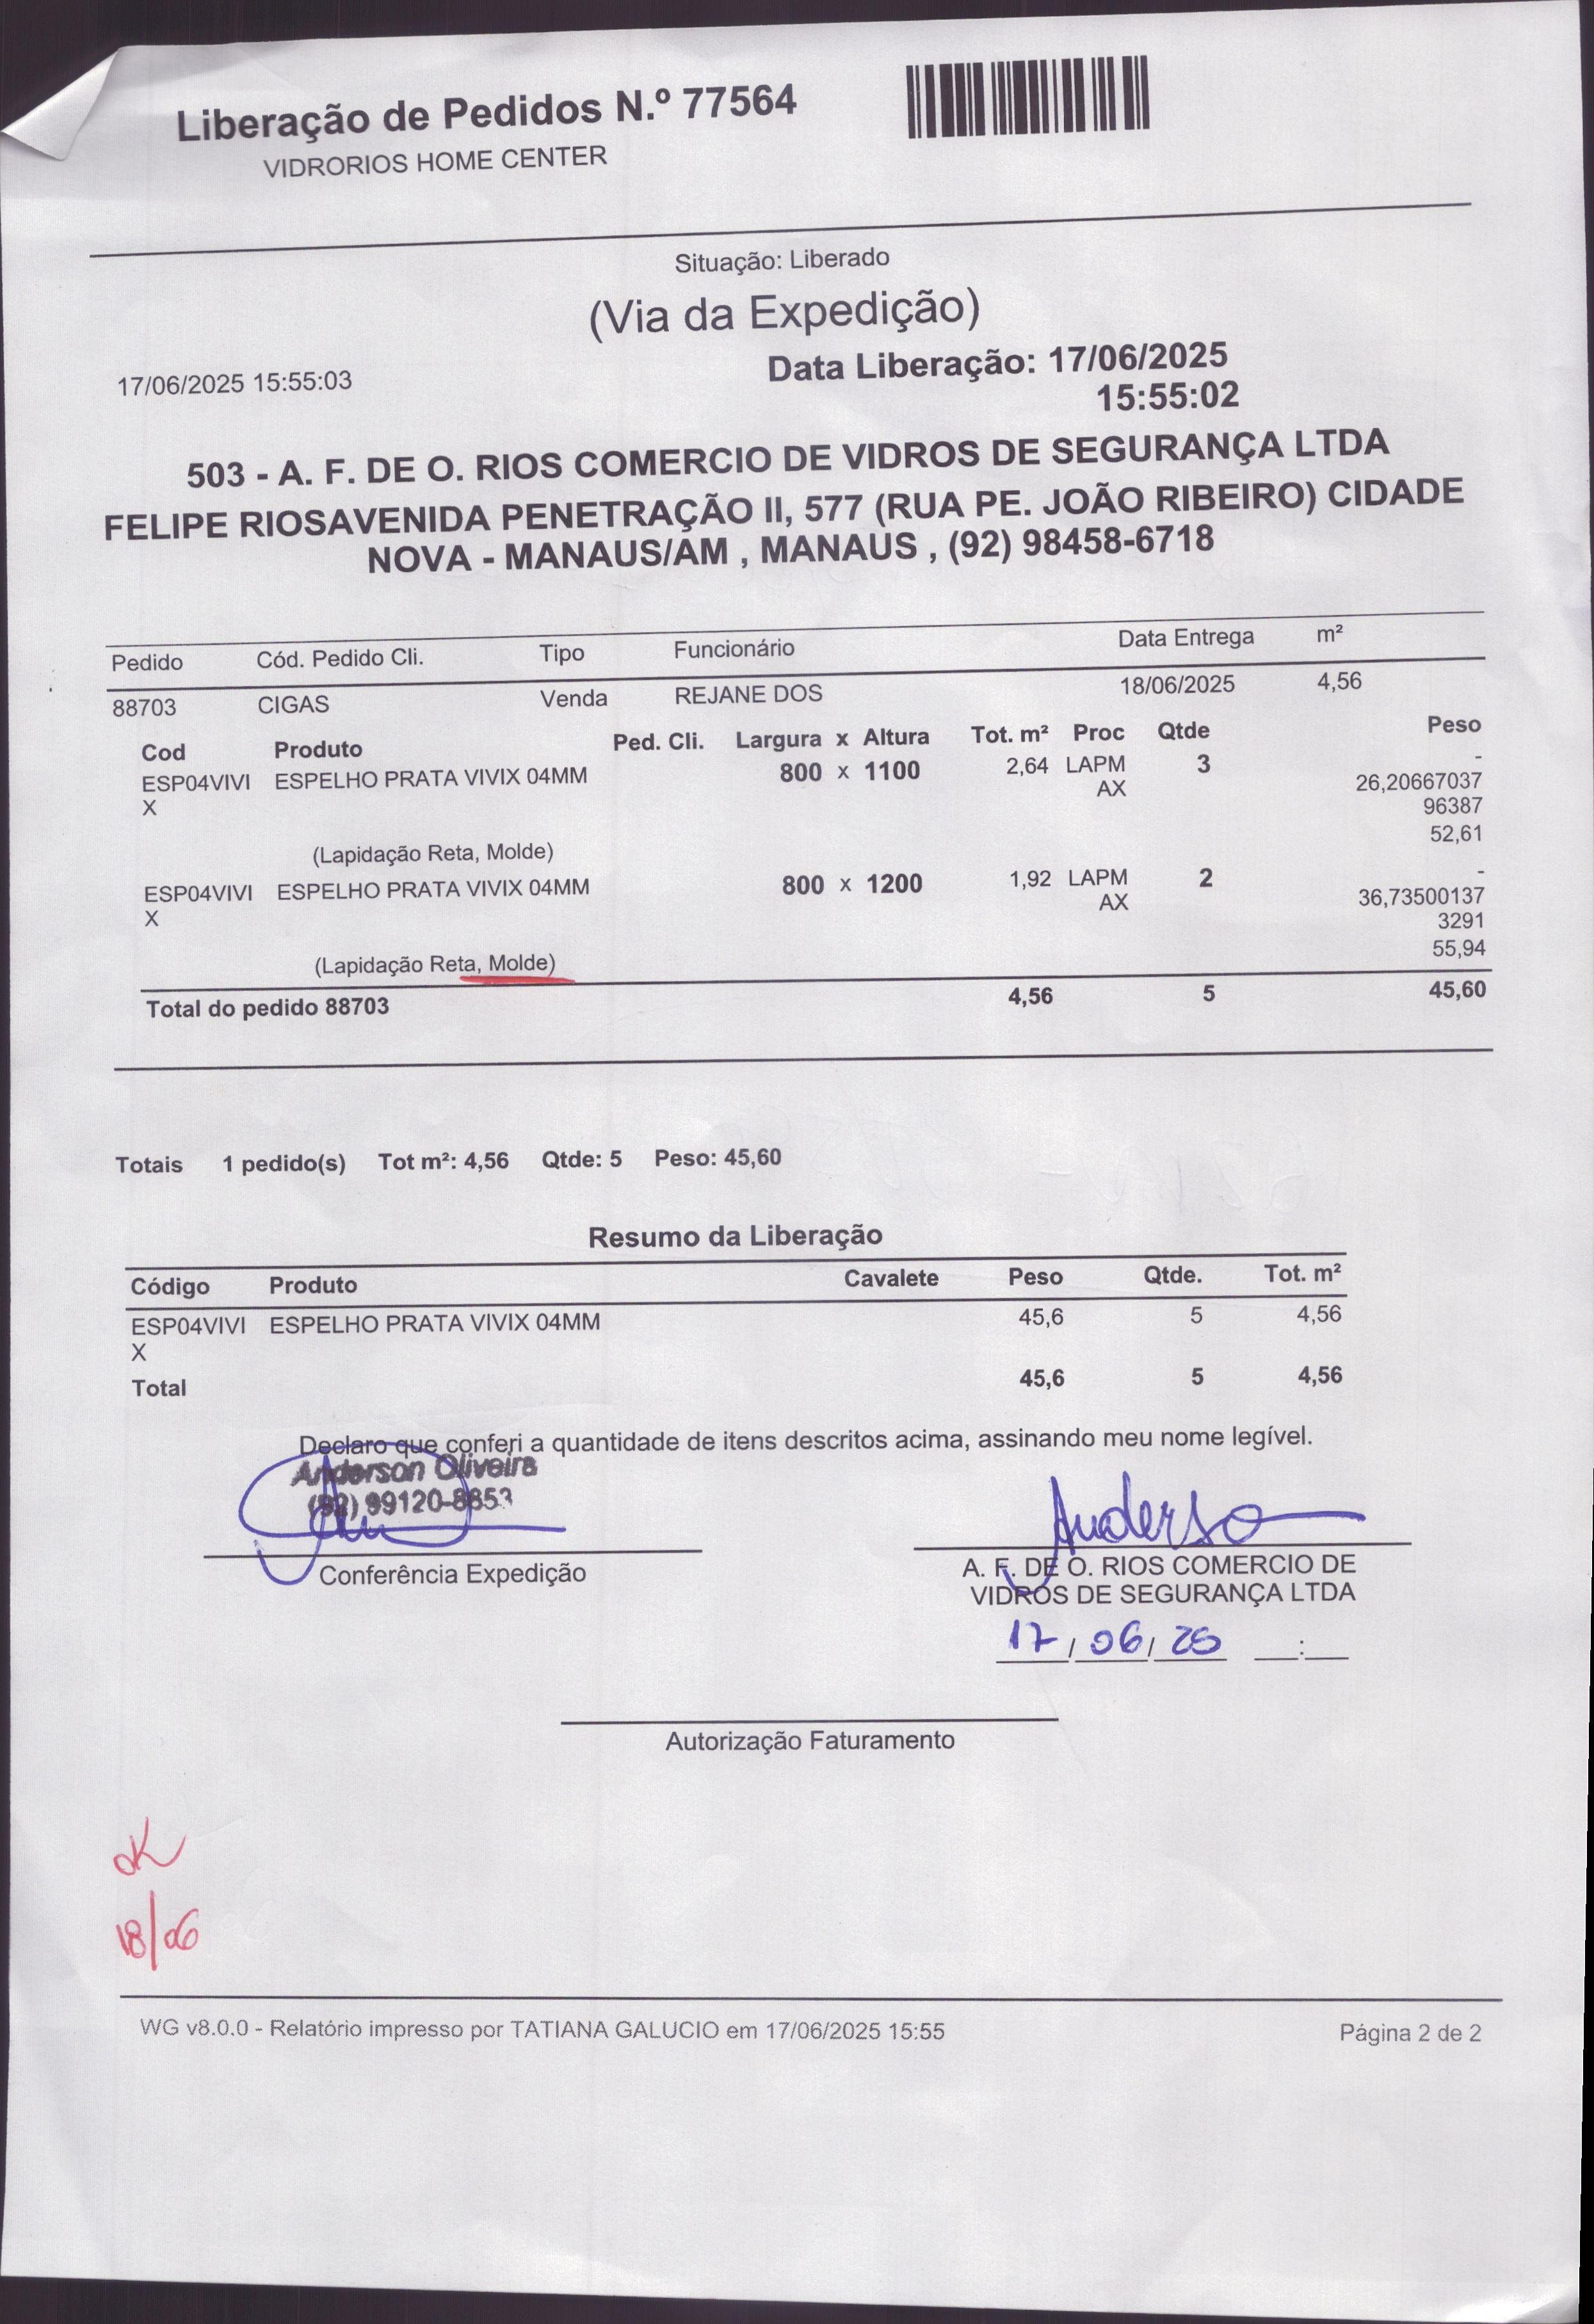 Liberação de Pedidos N.º 77564
VIDRORIOS HOME CENTER
Situação: Liberado
(Via da Expedição)
17/06/2025 15:55:03
Data Liberação: 17/06/2025
15:55:02
503 - A. F. DE O. RIOS COMERCIO DE VIDROS DE SEGURANÇA LTDA
FELIPE RIOSAVENIDA PENETRAÇÃO II, 577 (RUA PE. JOÃO RIBEIRO) CIDADE
NOVA - MANAUS/AM , MANAUS , (92) 98458-6718
Pedido Cód. Pedido Cli. Tipo Funcionário Data Entrega m²
88703 CIGAS Venda REJANE DOS 18/06/2025 4,56
Cod Produto Ped. Cli. Largura x Altura Tot. m² Proc Qtde Peso
ESP04VIVI ESPELHO PRATA VIVIX 04MM 800 x 1100 2,64 LAPM 3 -
X AX 26,20667037
96387
(Lapidação Reta, Molde) 52,61
ESP04VIVI ESPELHO PRATA VIVIX 04MM 800 x 1200 1,92 LAPM 2 -
X AX 36,73500137
3291
(Lapidação Reta, Molde) 55,94
Total do pedido 88703 4,56 5 45,60
Totais 1 pedido(s) Tot m²: 4,56 Qtde: 5 Peso: 45,60
Resumo da Liberação
Código Produto Cavalete Peso Qtde. Tot. m²
ESP04VIVI ESPELHO PRATA VIVIX 04MM 45,6 5 4,56
X
Total 45,6 5 4,56
Declaro que conferi a quantidade de itens descritos acima, assinando meu nome legível.
Anderson Oliveira
(92) 99120-8653
Anderso
Conferência Expedição
A. F. DE O. RIOS COMERCIO DE
VIDROS DE SEGURANÇA LTDA
17/06/25 __:__
Autorização Faturamento
OK
18/06
WG v8.0.0 - Relatório impresso por TATIANA GALUCIO em 17/06/2025 15:55 Página 2 de 2